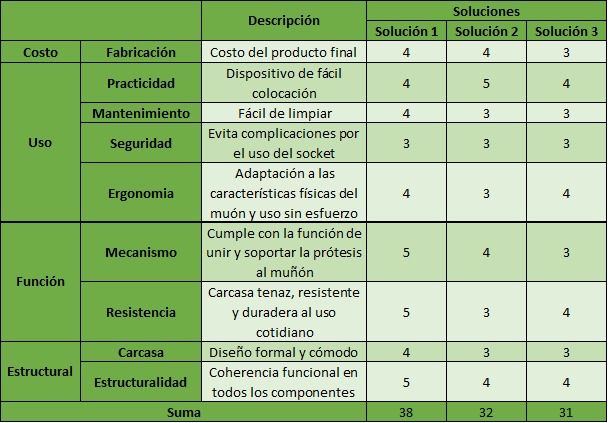 Descripción Soluciones
Solución 1 Solución 2 Solución 3
Costo Fabricación Costo del producto final 4 4 3
Uso Practicidad Dispositivo de fácil
colocación 4 5 4
Mantenimiento Fácil de limpiar 4 3 3
Seguridad Evita complicaciones por
el uso del socket 3 3 3
Ergonomia Adaptación a las
características físicas del
muón y uso sin esfuerzo 4 3 4
Función Mecanismo Cumple con la función de
unir y soportar la prótesis
al muñón 5 4 3
Resistencia Carcasa tenaz, resistente
y duradera al uso
cotidiano 5 3 4
Estructural Carcasa Diseño formal y cómodo 4 3 3
Estructuralidad Coherencia funcional en
todos los componentes 5 4 4
Suma 38 32 31